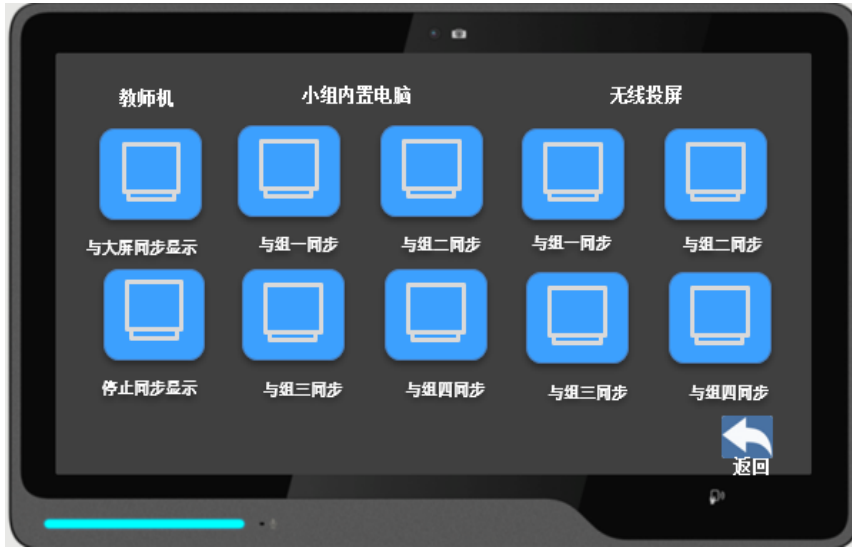 教师机
小组内置电脑
无线投屏
与大屏同步显示
与组一同步
与组二同步
与组一同步
与组二同步
停止同步显示
与组三同步
与组四同步
与组三同步
与组四同步
返回